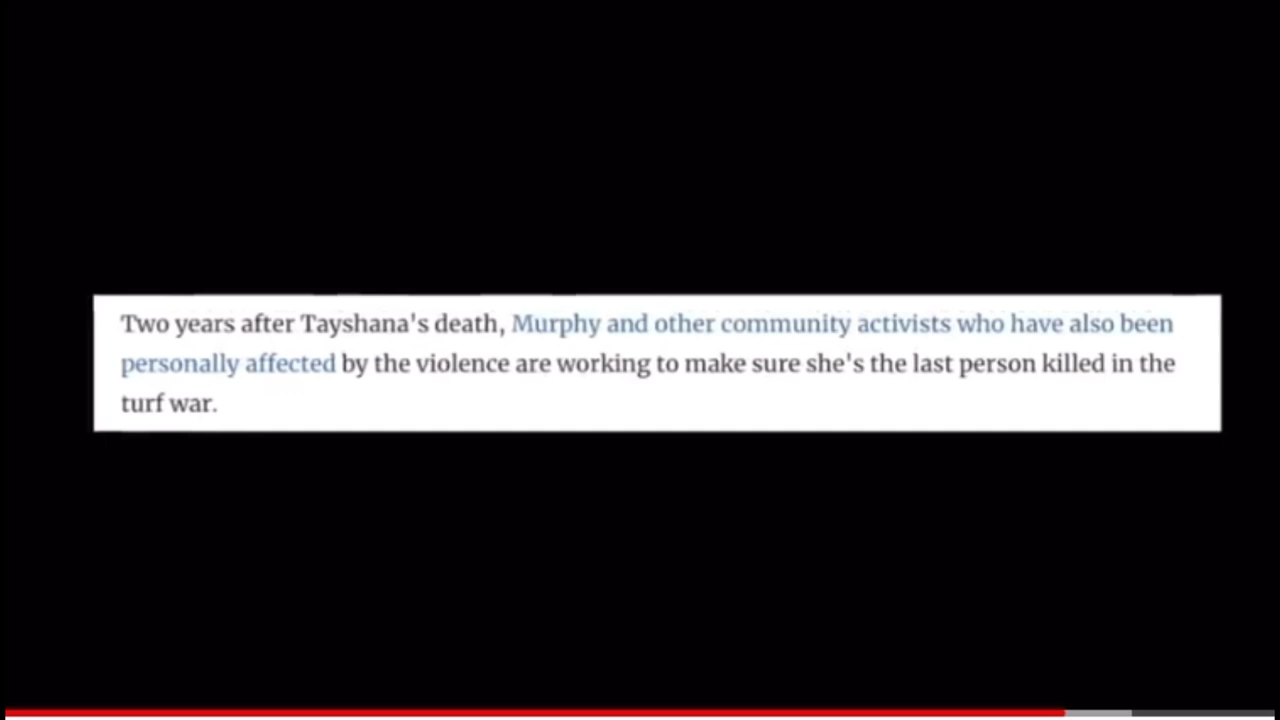 Two years after Tayshana's death, Murphy and other community activists who have also been
personally affected by the violence are working to make sure she's the last person killed in the
turf war.